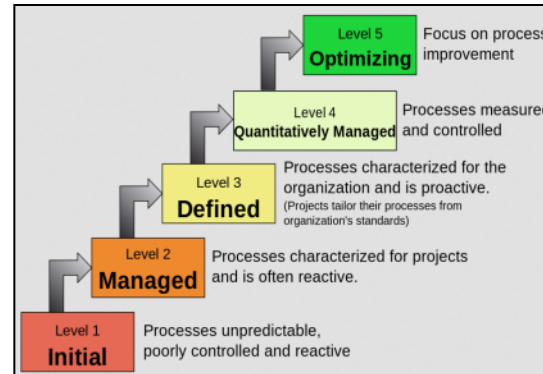 Level 5
Optimizing
Focus on process
improvement
Level 4
Quantitatively Managed
Processes measured
and controlled
Level 3
Defined
Processes characterized for the
organization and is proactive.
(Projects tailor their processes from
organization's standards)
Level 2
Managed
Processes characterized for projects
and is often reactive.
Level 1
Initial
Processes unpredictable,
poorly controlled and reactive